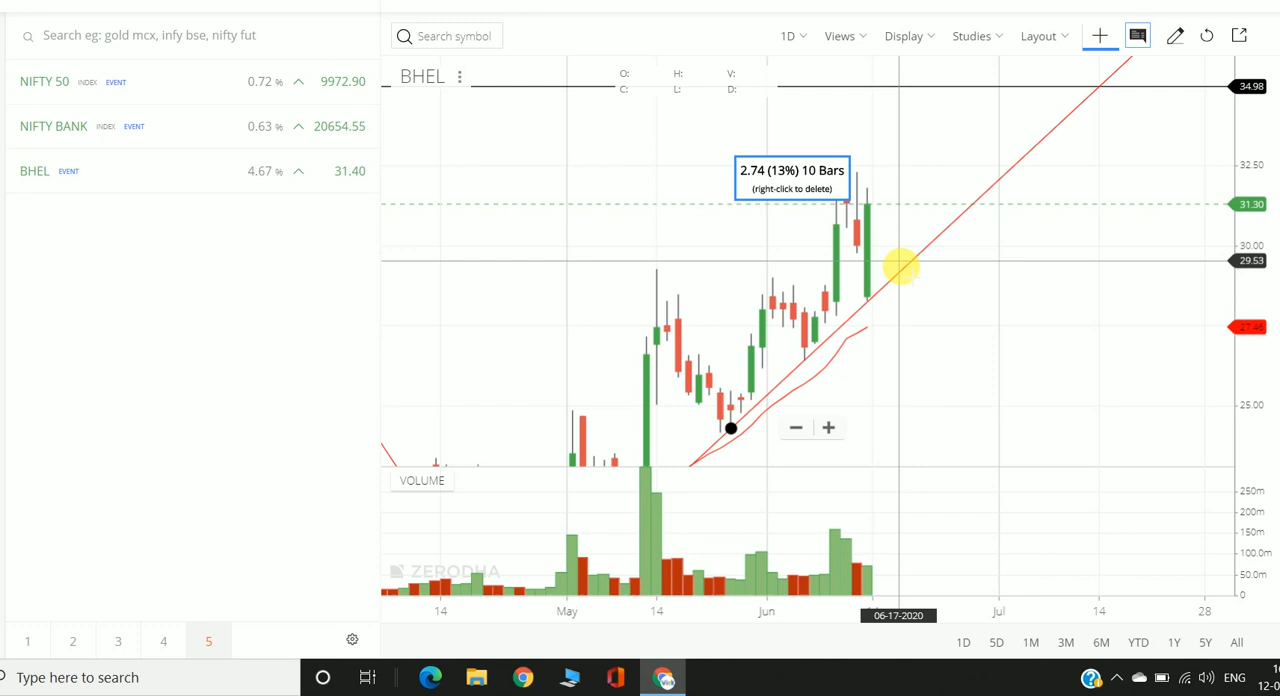 Search eg: gold mcx, infy bse, nifty fut
NIFTY 50 INDEX EVENT 0.72 % 9972.90
NIFTY BANK INDEX EVENT 0.63 % 20654.55
BHEL EVENT 4.67 % 31.40
1 2 3 4 5
Search symbol 1D Views Display Studies Layout
BHEL O: H: V:
C: L: D:
34.98
2.74 (13%) 10 Bars
(right-click to delete)
32.50
31.30
30.00
29.53
27.46
25.00
VOLUME
250m
200m
150m
100.0m
50.0m
0
ZERODHA
14 May 14 Jun 06-17-2020 Jul 14 28
1D 5D 1M 3M 6M YTD 1Y 5Y All
Type here to search
ENG